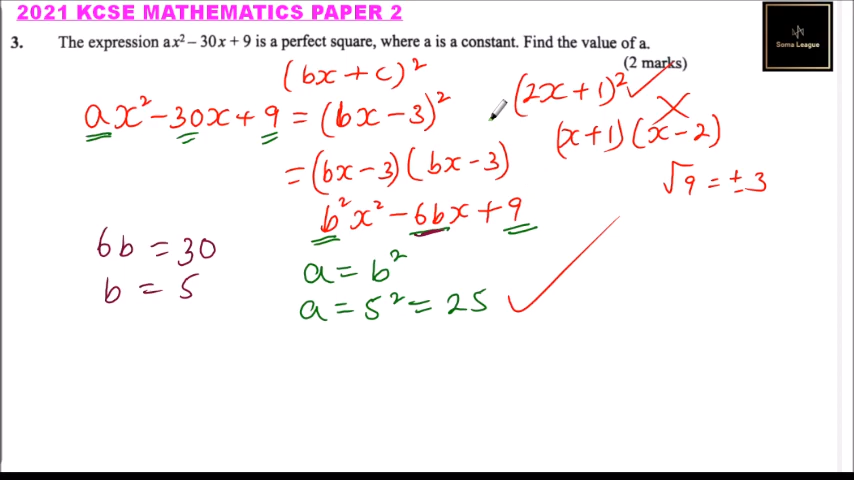 2021 KCSE MATHEMATICS PAPER 2
3. The expression ax² – 30x + 9 is a perfect square, where a is a constant. Find the value of a.
(2 marks)
Soma League
(bx + c)²
ax² - 30x + 9 = (bx - 3)²
= (bx - 3)(bx - 3)
b²x² - 6bx + 9
(2x + 1)² ✓
(x + 1)(x - 2) ✗
√9 = ± 3
6b = 30
b = 5
a = b²
a = 5² = 25 ✓